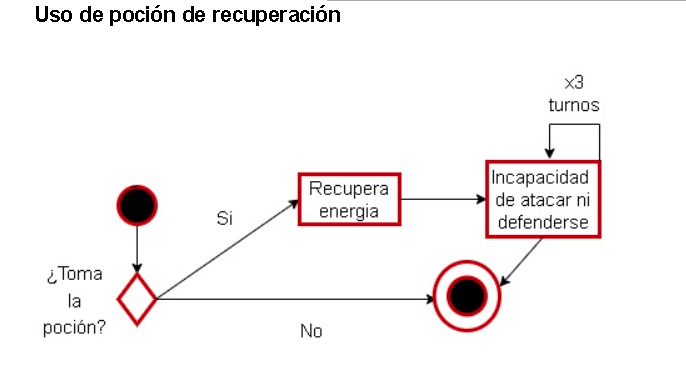 Uso de poción de recuperación
x3
turnos
Incapacidad
de atacar ni
defenderse
Recupera
energia
Si
¿Toma
la
poción?
No